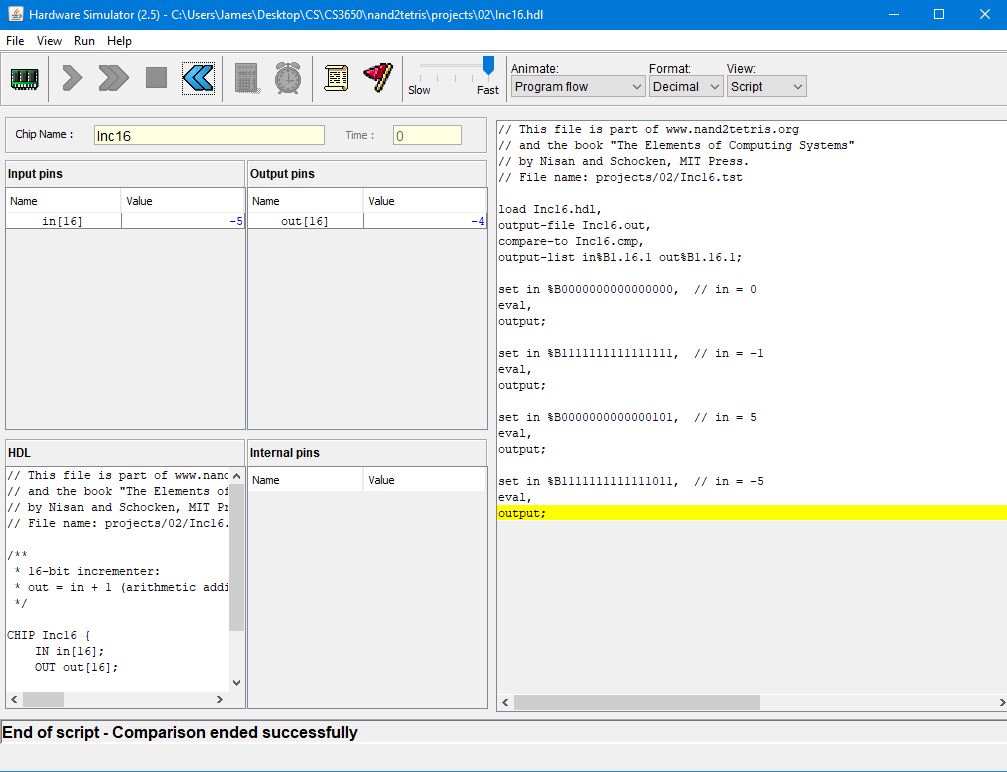 Hardware Simulator (2.5) - C:\Users\James\Desktop\CS\CS3650\nand2tetris\projects\02\Inc16.hdl
File View Run Help
Slow Fast
Animate: Format: View:
Program flow Decimal Script
Chip Name : Inc16 Time : 0
Input pins
Name Value
in[16] -5
Output pins
Name Value
out[16] -4
HDL
// This file is part of www.nand
// and the book "The Elements of
// by Nisan and Schocken, MIT Pr
// File name: projects/02/Inc16.
/**
* 16-bit incrementer:
* out = in + 1 (arithmetic addi
*/
CHIP Inc16 {
IN in[16];
OUT out[16];
Internal pins
Name Value
// This file is part of www.nand2tetris.org
// and the book "The Elements of Computing Systems"
// by Nisan and Schocken, MIT Press.
// File name: projects/02/Inc16.tst
load Inc16.hdl,
output-file Inc16.out,
compare-to Inc16.cmp,
output-list in%B1.16.1 out%B1.16.1;
set in %B0000000000000000,  // in = 0
eval,
output;
set in %B1111111111111111,  // in = -1
eval,
output;
set in %B0000000000000101,  // in = 5
eval,
output;
set in %B1111111111111011,  // in = -5
eval,
output;
End of script - Comparison ended successfully